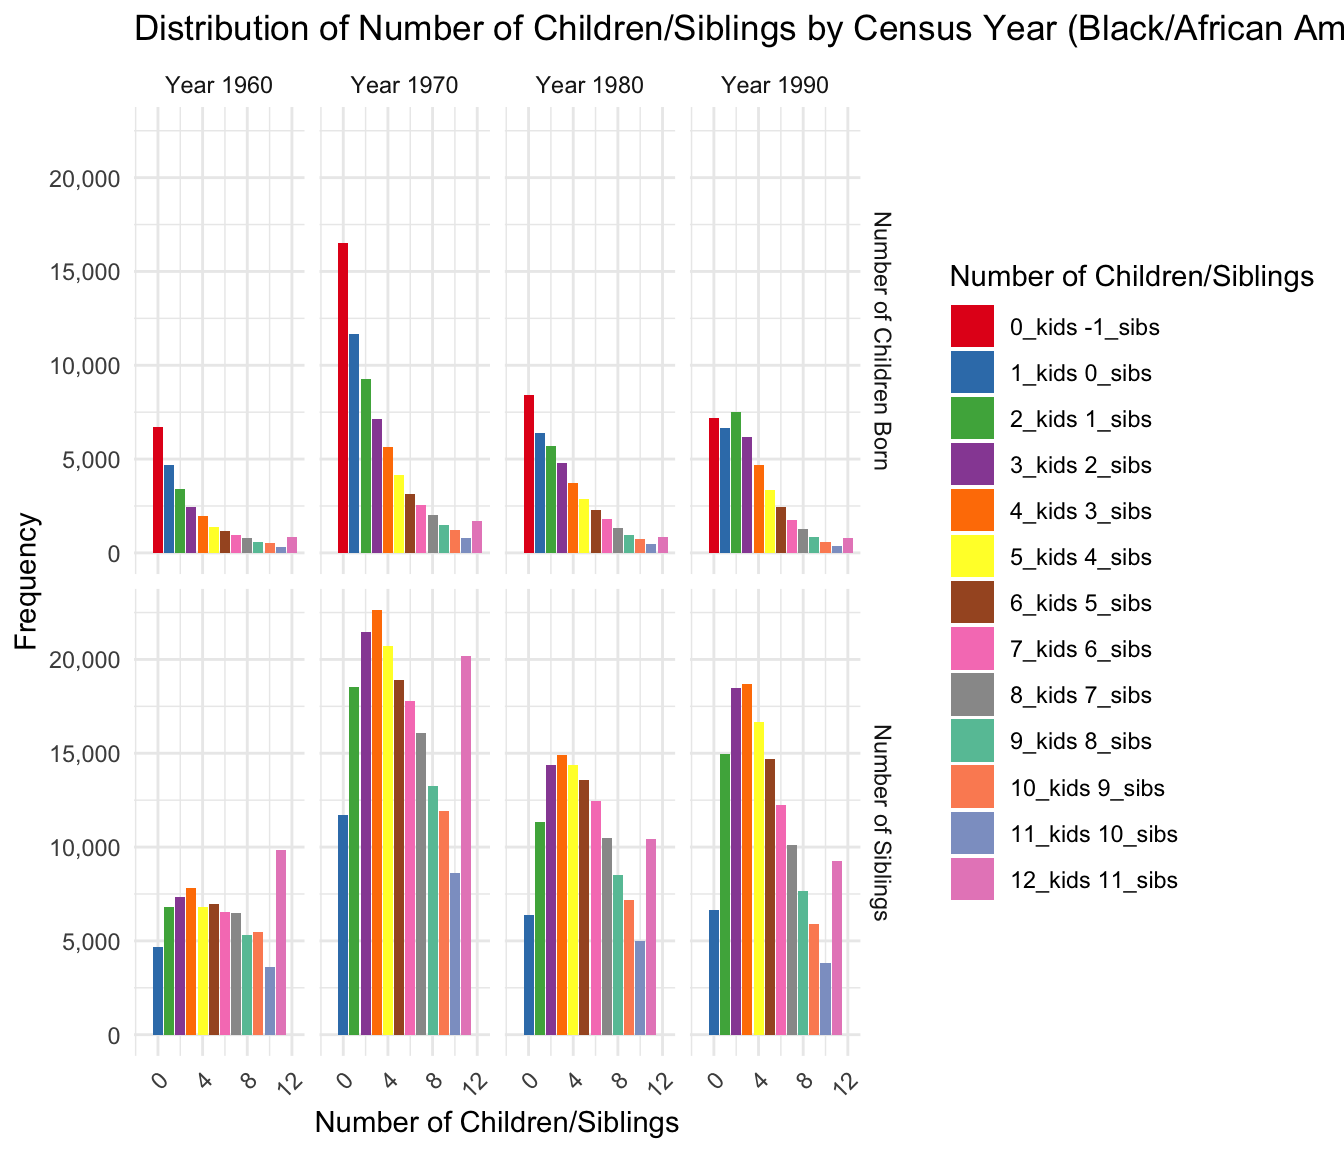 Distribution of Number of Children/Siblings by Census Year (Black/African Am
Year 1960
Year 1970
Year 1980
Year 1990
20,000
15,000
10,000
5,000
0
Number of Children Born
20,000
15,000
10,000
5,000
0
Number of Siblings
Frequency
0 4 8 12
0 4 8 12
0 4 8 12
0 4 8 12
Number of Children/Siblings
Number of Children/Siblings
0_kids -1_sibs
1_kids 0_sibs
2_kids 1_sibs
3_kids 2_sibs
4_kids 3_sibs
5_kids 4_sibs
6_kids 5_sibs
7_kids 6_sibs
8_kids 7_sibs
9_kids 8_sibs
10_kids 9_sibs
11_kids 10_sibs
12_kids 11_sibs